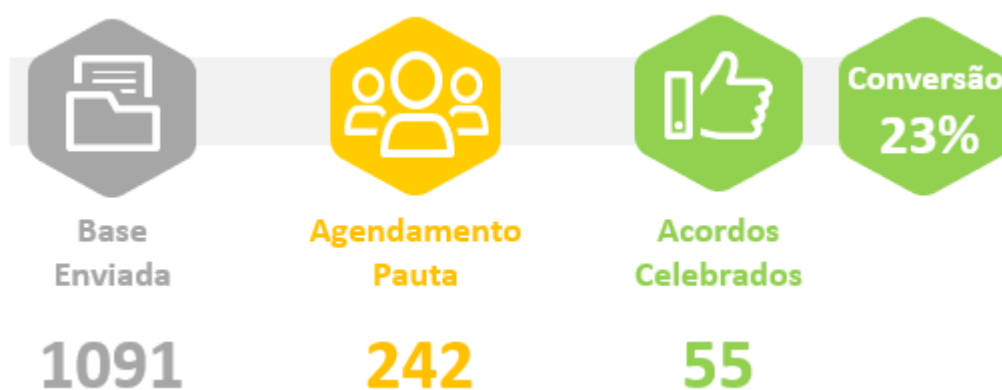 Conversão
23%
Base
Enviada
Agendamento
Pauta
Acordos
Celebrados
1091
242
55